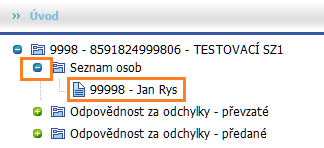 Úvod
9998 - 8591824999806 - TESTOVACÍ SZ1
Seznam osob
99998 - Jan Rys
Odpovědnost za odchylky - převzaté
Odpovědnost za odchylky - předané